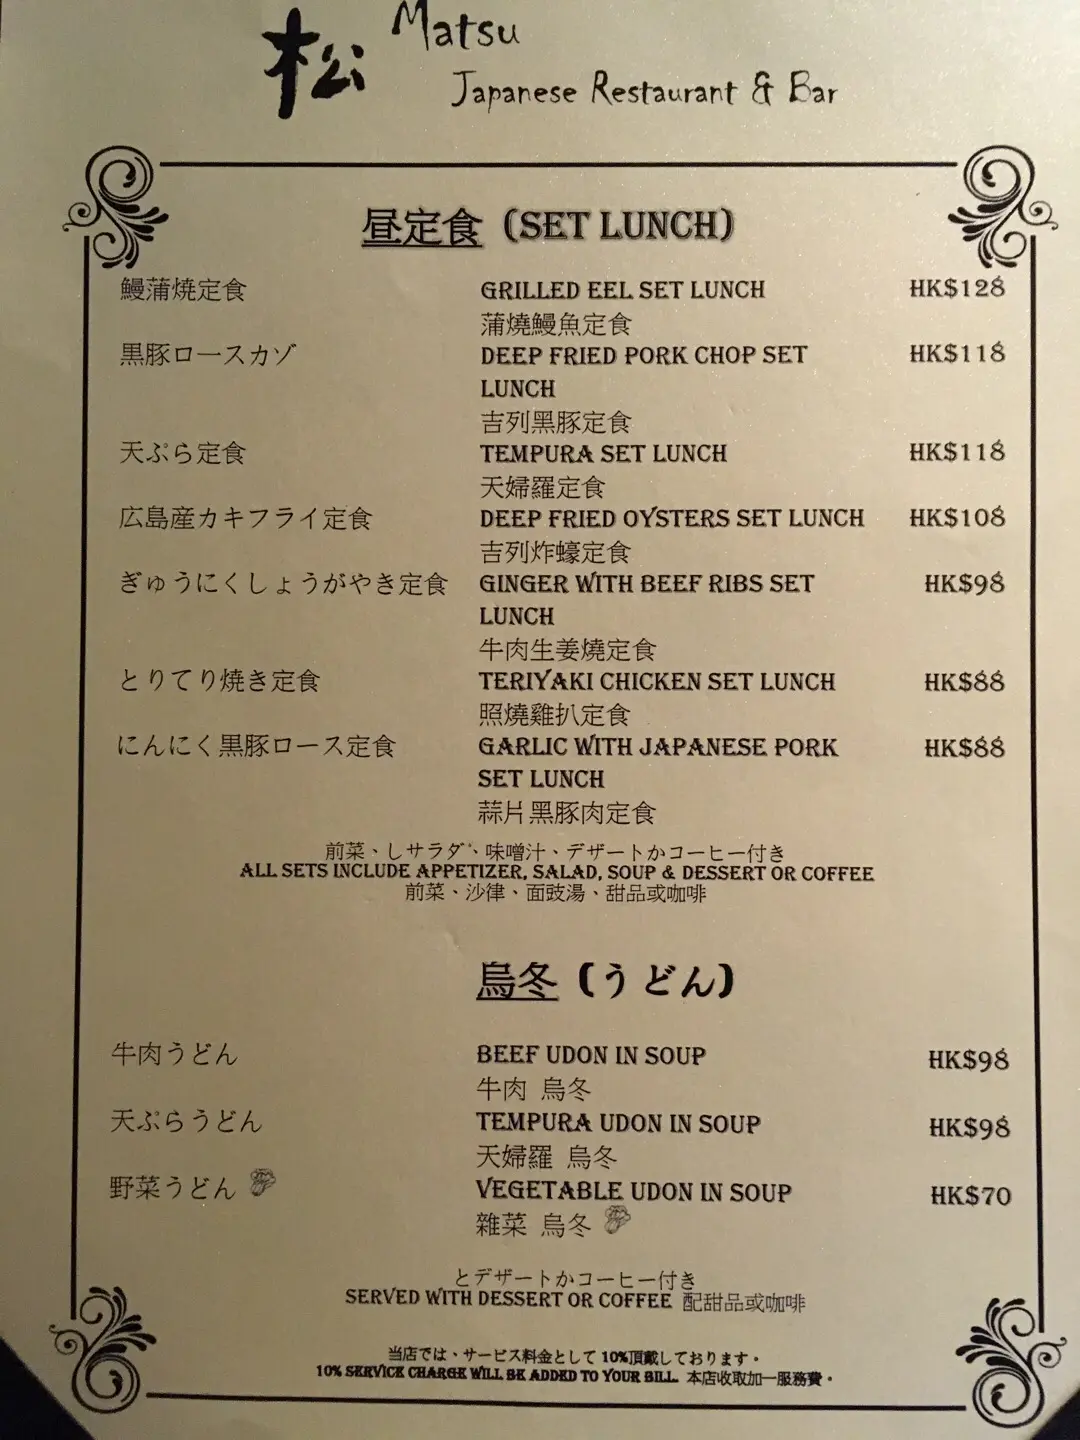 松 Matsu
Japanese Restaurant & Bar
昼定食 (SET LUNCH)
鰻蒲焼定食 GRILLED EEL SET LUNCH HK$128
蒲燒鰻魚定食
黒豚ロースカゾ DEEP FRIED PORK CHOP SET HK$118
LUNCH
吉列黑豚定食
天ぷら定食 TEMPURA SET LUNCH HK$118
天婦羅定食
広島産カキフライ定食 DEEP FRIED OYSTERS SET LUNCH HK$108
吉列炸蠔定食
ぎゅうにくしょうがやき定食 GINGER WITH BEEF RIBS SET HK$98
LUNCH
牛肉生姜燒定食
とりてり焼き定食 TERIYAKI CHICKEN SET LUNCH HK$88
照燒雞扒定食
にんにく黒豚ロース定食 GARLIC WITH JAPANESE PORK HK$88
SET LUNCH
蒜片黑豚肉定食
前菜、しサラダ、味噌汁、デザートかコーヒー付き
ALL SETS INCLUDE APPETIZER, SALAD, SOUP & DESSERT OR COFFEE
前菜、沙律、面豉湯、甜品或咖啡
烏冬 (うどん)
牛肉うどん BEEF UDON IN SOUP HK$98
牛肉 烏冬
天ぷらうどん TEMPURA UDON IN SOUP HK$98
天婦羅 烏冬
野菜うどん VEGETABLE UDON IN SOUP HK$70
雜菜 烏冬
とデザートかコーヒー付き
SERVED WITH DESSERT OR COFFEE 配甜品或咖啡
当店では、サービス料金として 10%頂戴しております。
10% SERVICE CHARGE WILL BE ADDED TO YOUR BILL. 本店收取加一服務費。